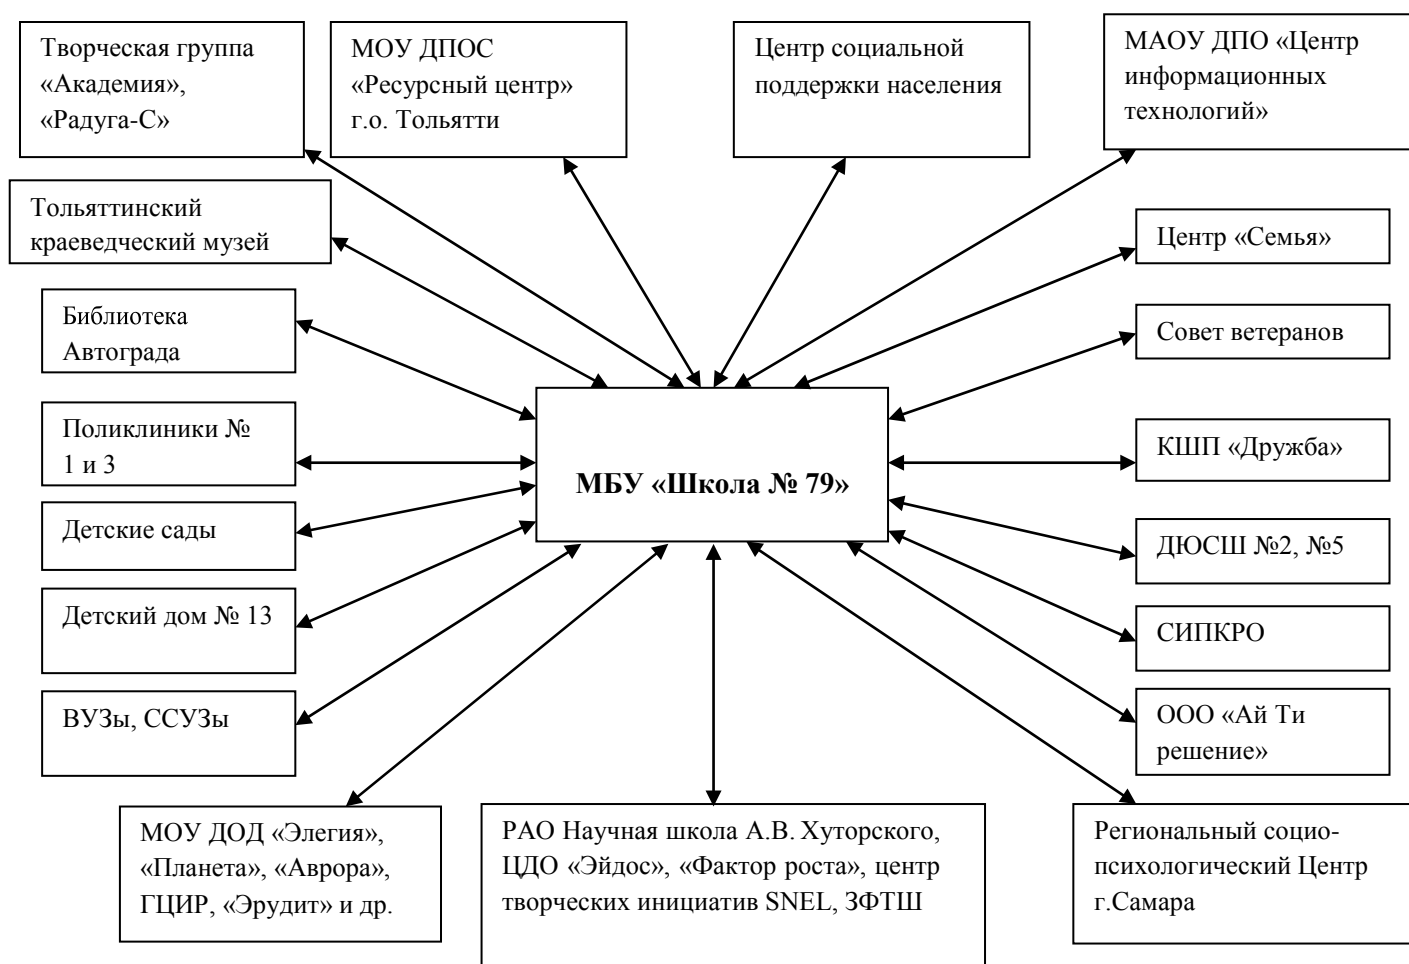 Творческая группа
«Академия»,
«Радуга-С»
МОУ ДПОС
«Ресурсный центр»
г.о. Тольятти
Центр социальной
поддержки населения
МАОУ ДПО «Центр
информационных
технологий»
Тольяттинский
краеведческий музей
Центр «Семья»
Библиотека
Автограда
Совет ветеранов
Поликлиники №
1 и 3
МБУ «Школа № 79»
КШП «Дружба»
Детские сады
ДЮСШ №2, №5
Детский дом № 13
СИПКРО
ВУЗы, ССУЗы
ООО «Ай Ти
решение»
МОУ ДОД «Элегия»,
«Планета», «Аврора»,
ГЦИР, «Эрудит» и др.
РАО Научная школа А.В. Хуторского,
ЦДО «Эйдос», «Фактор роста», центр
творческих инициатив SNEL, ЗФТШ
Региональный социо-
психологический Центр
г.Самара